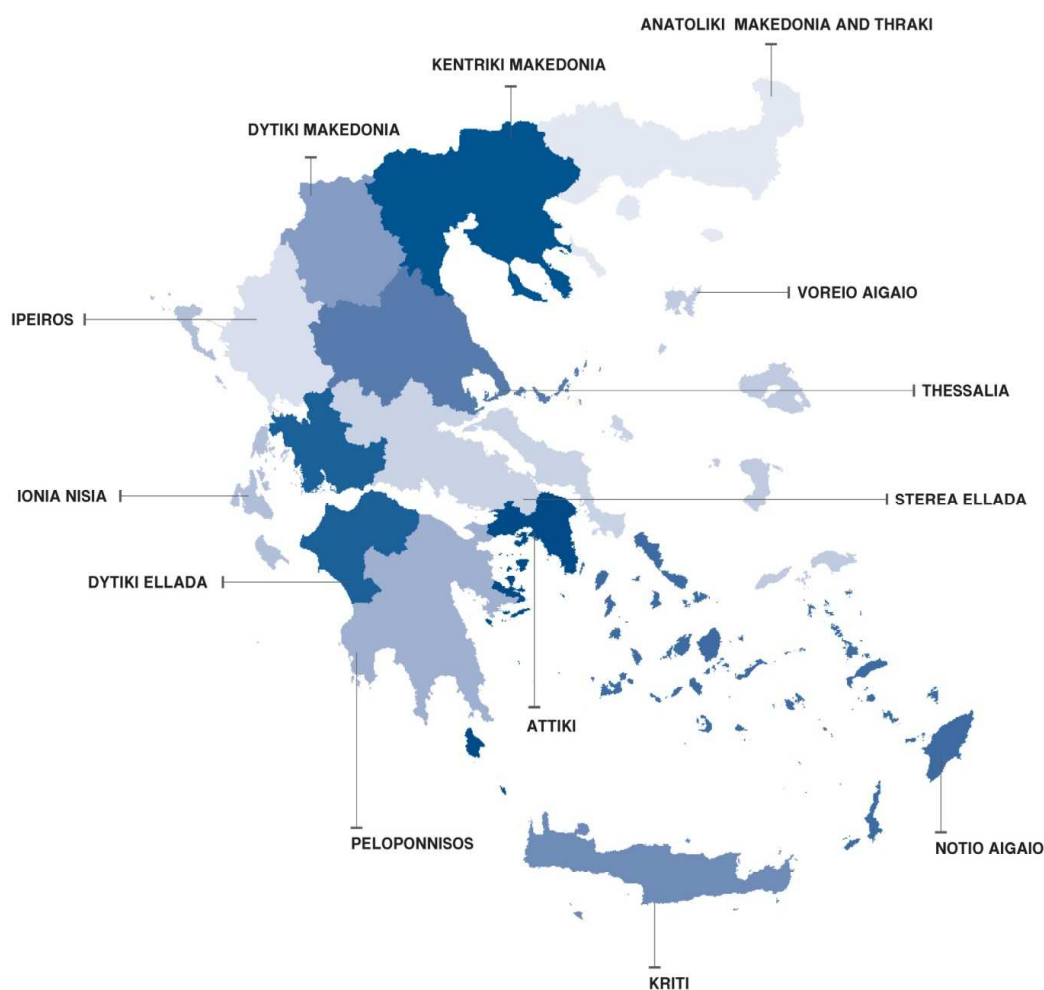 ANATOLIKI MAKEDONIA AND THRAKI
KENTRIKI MAKEDONIA
DYTIKI MAKEDONIA
VOREIO AIGAIO
IPEIROS
THESSALIA
IONIA NISIA
STEREA ELLADA
DYTIKI ELLADA
ATTIKI
PELOPONNISOS
NOTIO AIGAIO
KRITI